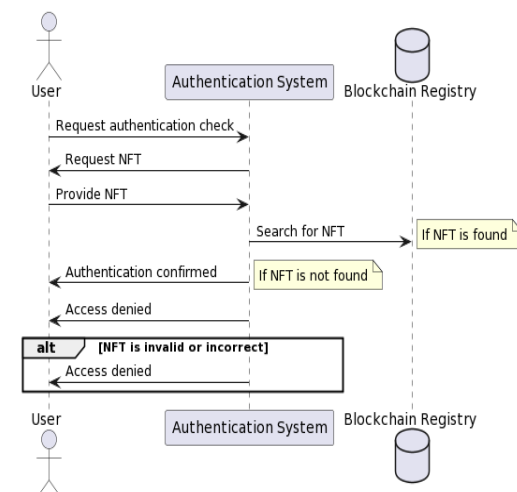 User
Authentication System
Blockchain Registry
Request authentication check
Request NFT
Provide NFT
Search for NFT
If NFT is found
Authentication confirmed
If NFT is not found
Access denied
alt [NFT is invalid or incorrect]
Access denied
User
Authentication System
Blockchain Registry